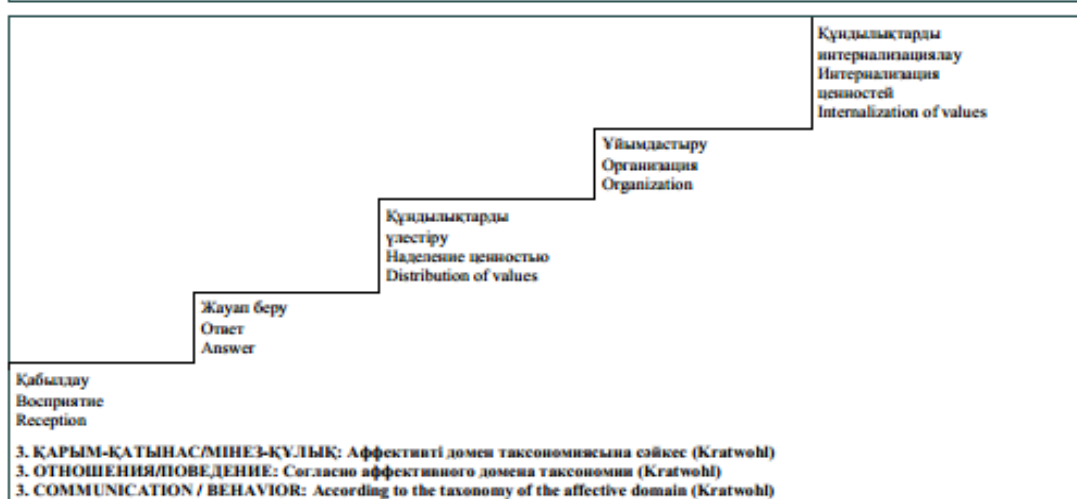 Құндылықтарды
интернализациялау
Интернализация
ценностей
Internalization of values
Ұйымдастыру
Организация
Organization
Құндылықтарды
үлестіру
Наделение ценностью
Distribution of values
Жауап беру
Ответ
Answer
Қабылдау
Восприятие
Reception
3. ҚАРЫМ-ҚАТЫНАС/МІНЕЗ-ҚҰЛЫҚ: Аффективті домен таксономиясына сәйкес (Kratwohl)
3. ОТНОШЕНИЯ/ПОВЕДЕНИЕ: Согласно аффективного домена таксономии (Kratwohl)
3. COMMUNICATION / BEHAVIOR: According to the taxonomy of the affective domain (Kratwohl)